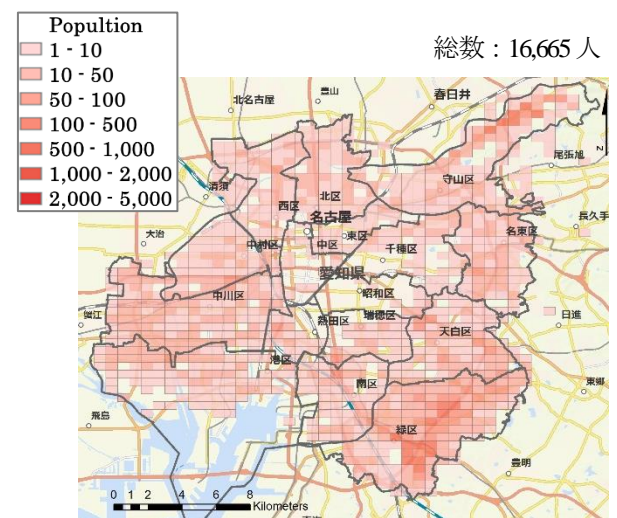 Popultion
1 - 10
10 - 50
50 - 100
100 - 500
500 - 1,000
1,000 - 2,000
2,000 - 5,000
総数：16,665 人
豊山
春日井
北名古屋
尾張旭
守山区
清須
北区
西区
長久手
名古屋
名東区
大治
東区
中村区
中区
千種区
愛知県
昭和区
中川区
蟹江
瑞穂区
熱田区
日進
天白区
港区
南区
東郷
飛島
緑区
豊明
0 1 2 4 6 8
Kilometers